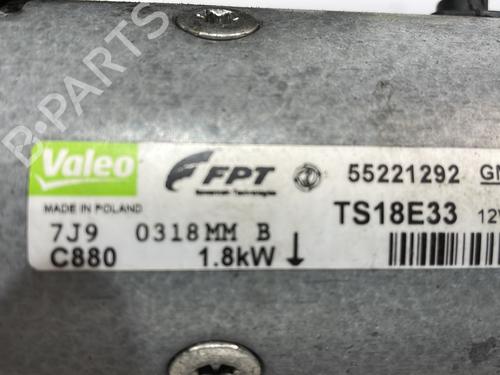 B-PARTS
Valeo FPT 55221292 GM
MADE IN POLAND TS18E33 12V
7J9 0318MM B
C880 1.8kW ↓